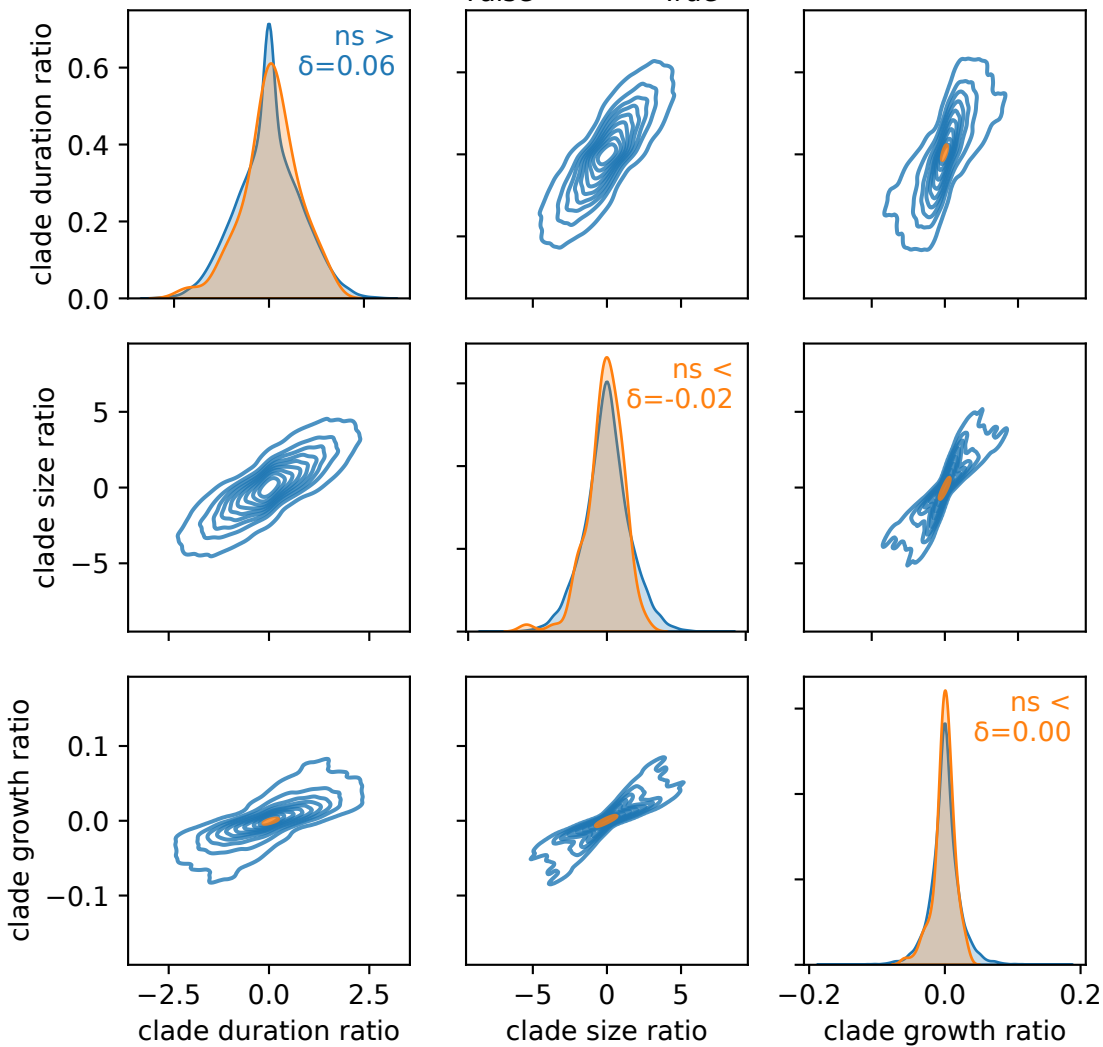 clade duration ratio
0.6
0.4
0.2
0.0
ns >
δ=0.06
clade size ratio
5
0
−5
ns <
δ=-0.02
clade growth ratio
0.1
0.0
−0.1
ns <
δ=0.00
−2.5 0.0 2.5
clade duration ratio
−5 0 5
clade size ratio
−0.2 0.0 0.2
clade growth ratio